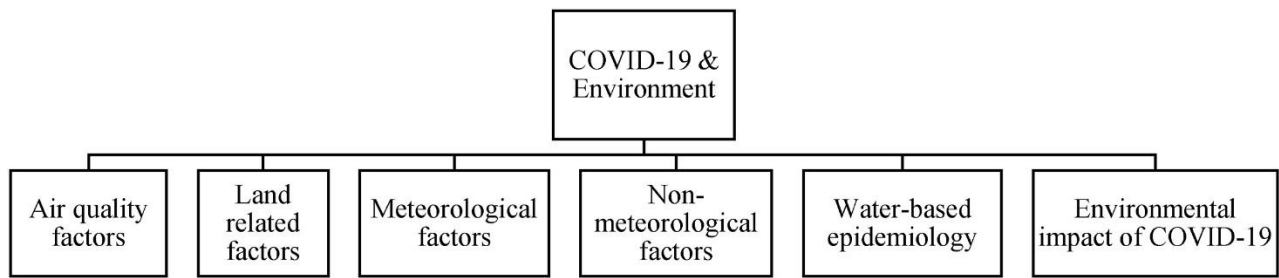 COVID-19 &
Environment
Air quality
factors
Land
related
factors
Meteorological
factors
Non-
meteorological
factors
Water-based
epidemiology
Environmental
impact of COVID-19